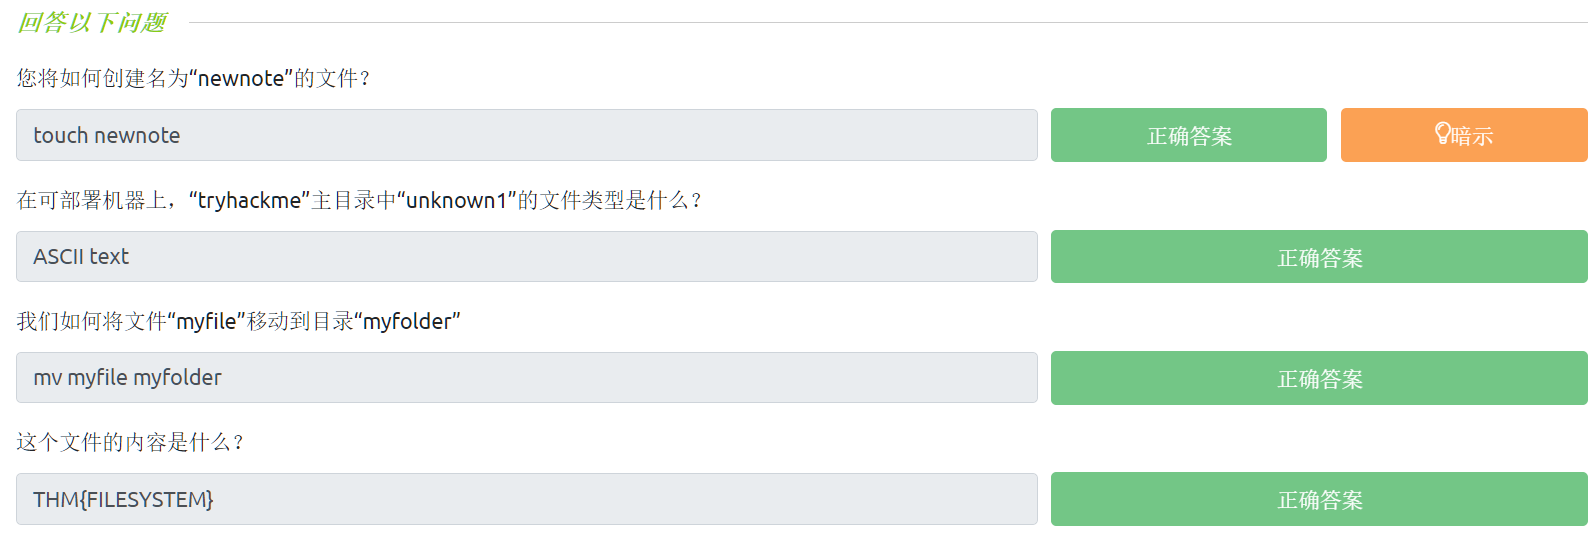 回答以下问题
您将如何创建名为“newnote”的文件?
touch newnote
正确答案
暗示
在可部署机器上，“tryhackme”主目录中“unknown1”的文件类型是什么?
ASCII text
正确答案
我们如何将文件“myfile”移动到目录“myfolder”
mv myfile myfolder
正确答案
这个文件的内容是什么?
THM{FILESYSTEM}
正确答案